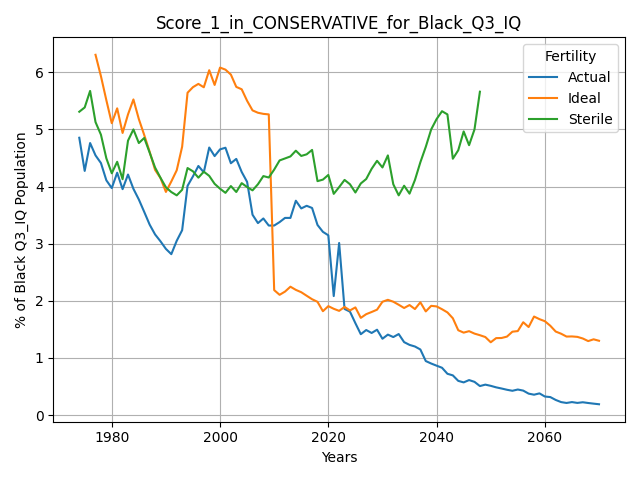 Score_1_in_CONSERVATIVE_for_Black_Q3_IQ
% of Black Q3_IQ Population
6
5
4
3
2
1
0
Fertility
Actual
Ideal
Sterile
1980 2000 2020 2040 2060
Years